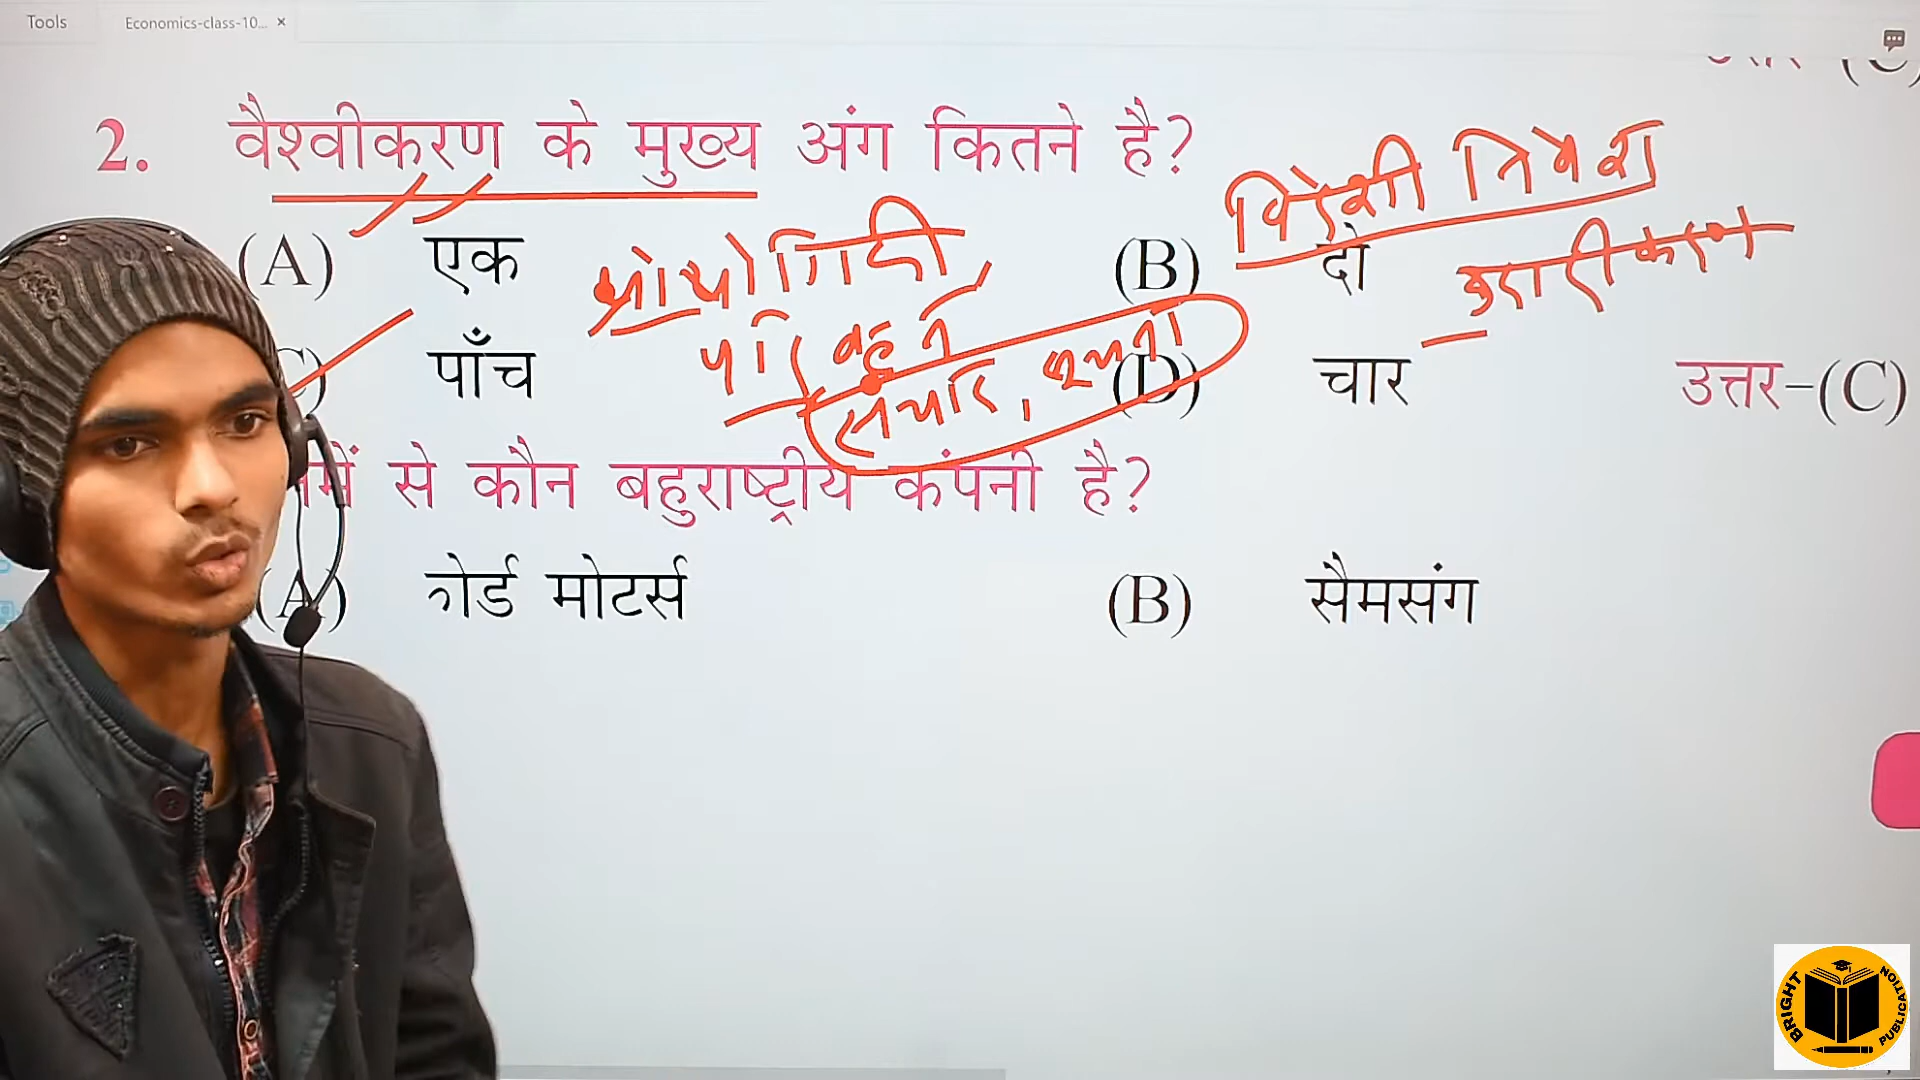 Tools
Economics-class-10...
2. वैश्वीकरण के मुख्य अंग कितने है?
विदेशी निवेश
(A) एक
प्रोद्योगिकी,
(B) दो
उदारीकरण
परिवहन
(C) पाँच
(D) चार
उत्तर-(C)
संचार,
से कौन बहुराष्ट्रीय कंपनी है?
(A) फोर्ड मोटर्स
(B) सैमसंग
BRIGHT PUBLICATION